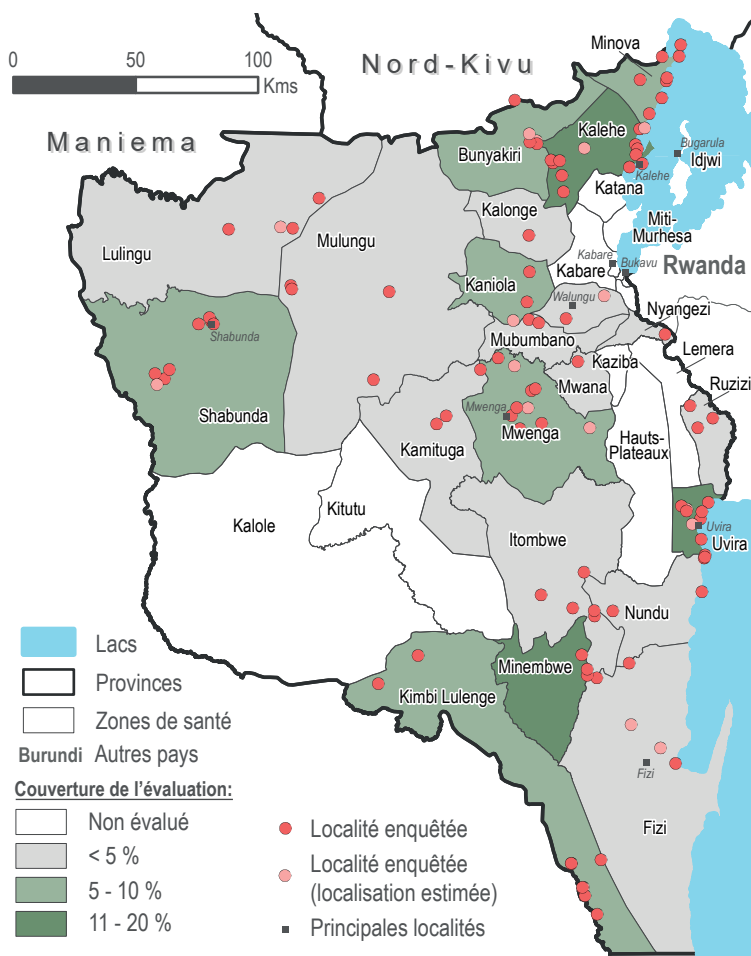 0 50 100
Kms
Nord-Kivu
Maniema
Minova
Kalehe
Bunyakiri
Bugarula
Idjwi
Kalehe
Katana
Kalonge
Miti-
Murhesa
Lulingu
Mulungu
Kabare
Bukavu
Rwanda
Kabare
Kaniola
Walungu
Nyangezi
Shabunda
Mubumbano
Lemera
Kaziba
Ruzizi
Mwana
Shabunda
Mwenga
Mwenga
Hauts-
Plateaux
Kamituga
Kitutu
Kalole
Uvira
Uvira
Itombwe
Nundu
Minembwe
Kimbi Lulenge
Fizi
Fizi
Lacs
Provinces
Zones de santé
Burundi Autres pays
Couverture de l’évaluation:
Non évalué
< 5 %
5 - 10 %
11 - 20 %
Localité enquêtée
Localité enquêtée
(localisation estimée)
Principales localités